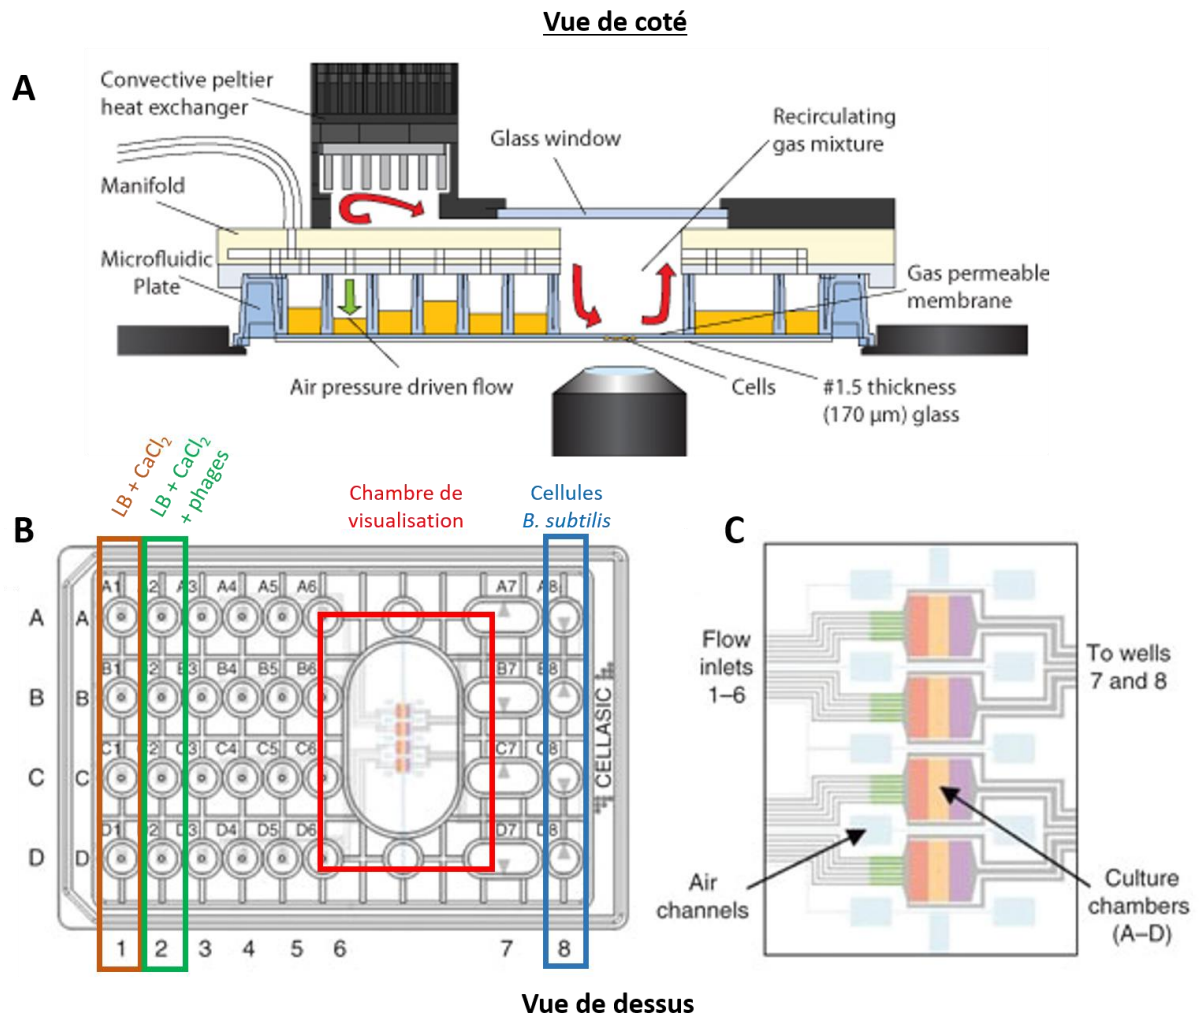 Vue de coté
A
Convective peltier
heat exchanger
Glass window
Recirculating
gas mixture
Manifold
Microfluidic
Plate
Gas permeable
membrane
Air pressure driven flow
Cells
#1.5 thickness
(170 µm) glass
LB + CaCl₂
LB + CaCl₂
+ phages
Chambre de
visualisation
Cellules
B. subtilis
B
A1 2 A3 A4 A5 A6 A7 A8
A A
B1 2 B3 B4 B5 B6 B7 B8
B B
C1 2 C3 C4 C5 C6 C7 C8
C C
D1 2 D3 D4 D5 D6 D7 D8
D D
CELLASIC
1 2 3 4 5 6 7 8
C
Flow
inlets
1–6
To wells
7 and 8
Air
channels
Culture
chambers
(A–D)
Vue de dessus